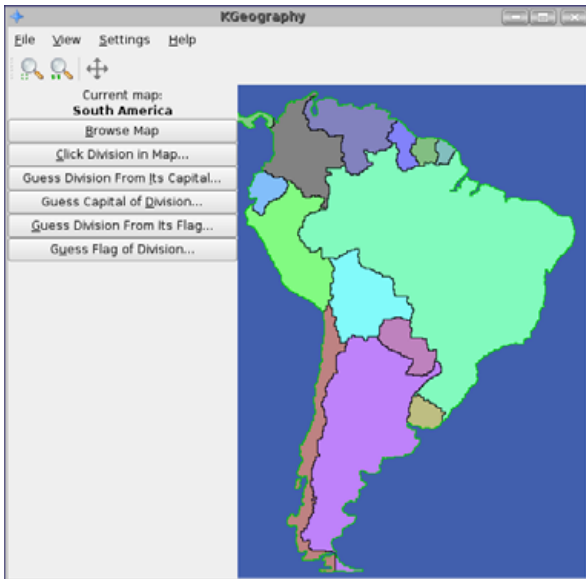 KGeography
File View Settings Help
Current map:
South America
Browse Map
Click Division in Map...
Guess Division From Its Capital...
Guess Capital of Division...
Guess Division From Its Flag...
Guess Flag of Division...